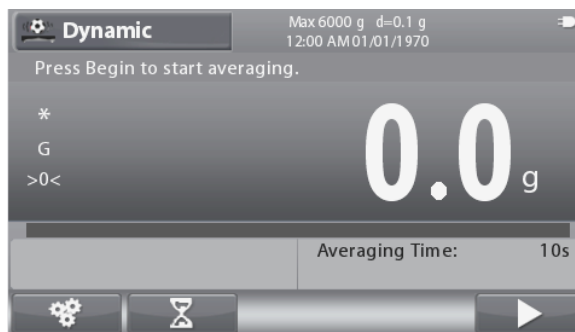 Dynamic
Max 6000 g d=0.1 g
12:00 AM 01/01/1970
Press Begin to start averaging.
*
G
>0<
0.0 g
Averaging Time: 10s